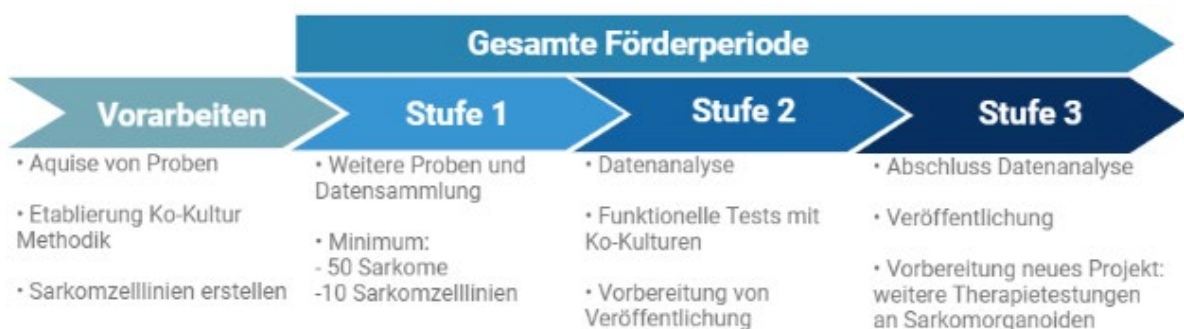 Gesamte Förderperiode
Vorarbeiten
Stufe 1
Stufe 2
Stufe 3
• Aquise von Proben
• Etablierung Ko-Kultur
Methodik
• Sarkomzelllinien erstellen
• Weitere Proben und
Datensammlung
• Minimum:
- 50 Sarkome
-10 Sarkomzelllinien
• Datenanalyse
• Funktionelle Tests mit
Ko-Kulturen
• Vorbereitung von
Veröffentlichung
• Abschluss Datenanalyse
• Veröffentlichung
• Vorbereitung neues Projekt:
weitere Therapietestungen
an Sarkomorganoiden